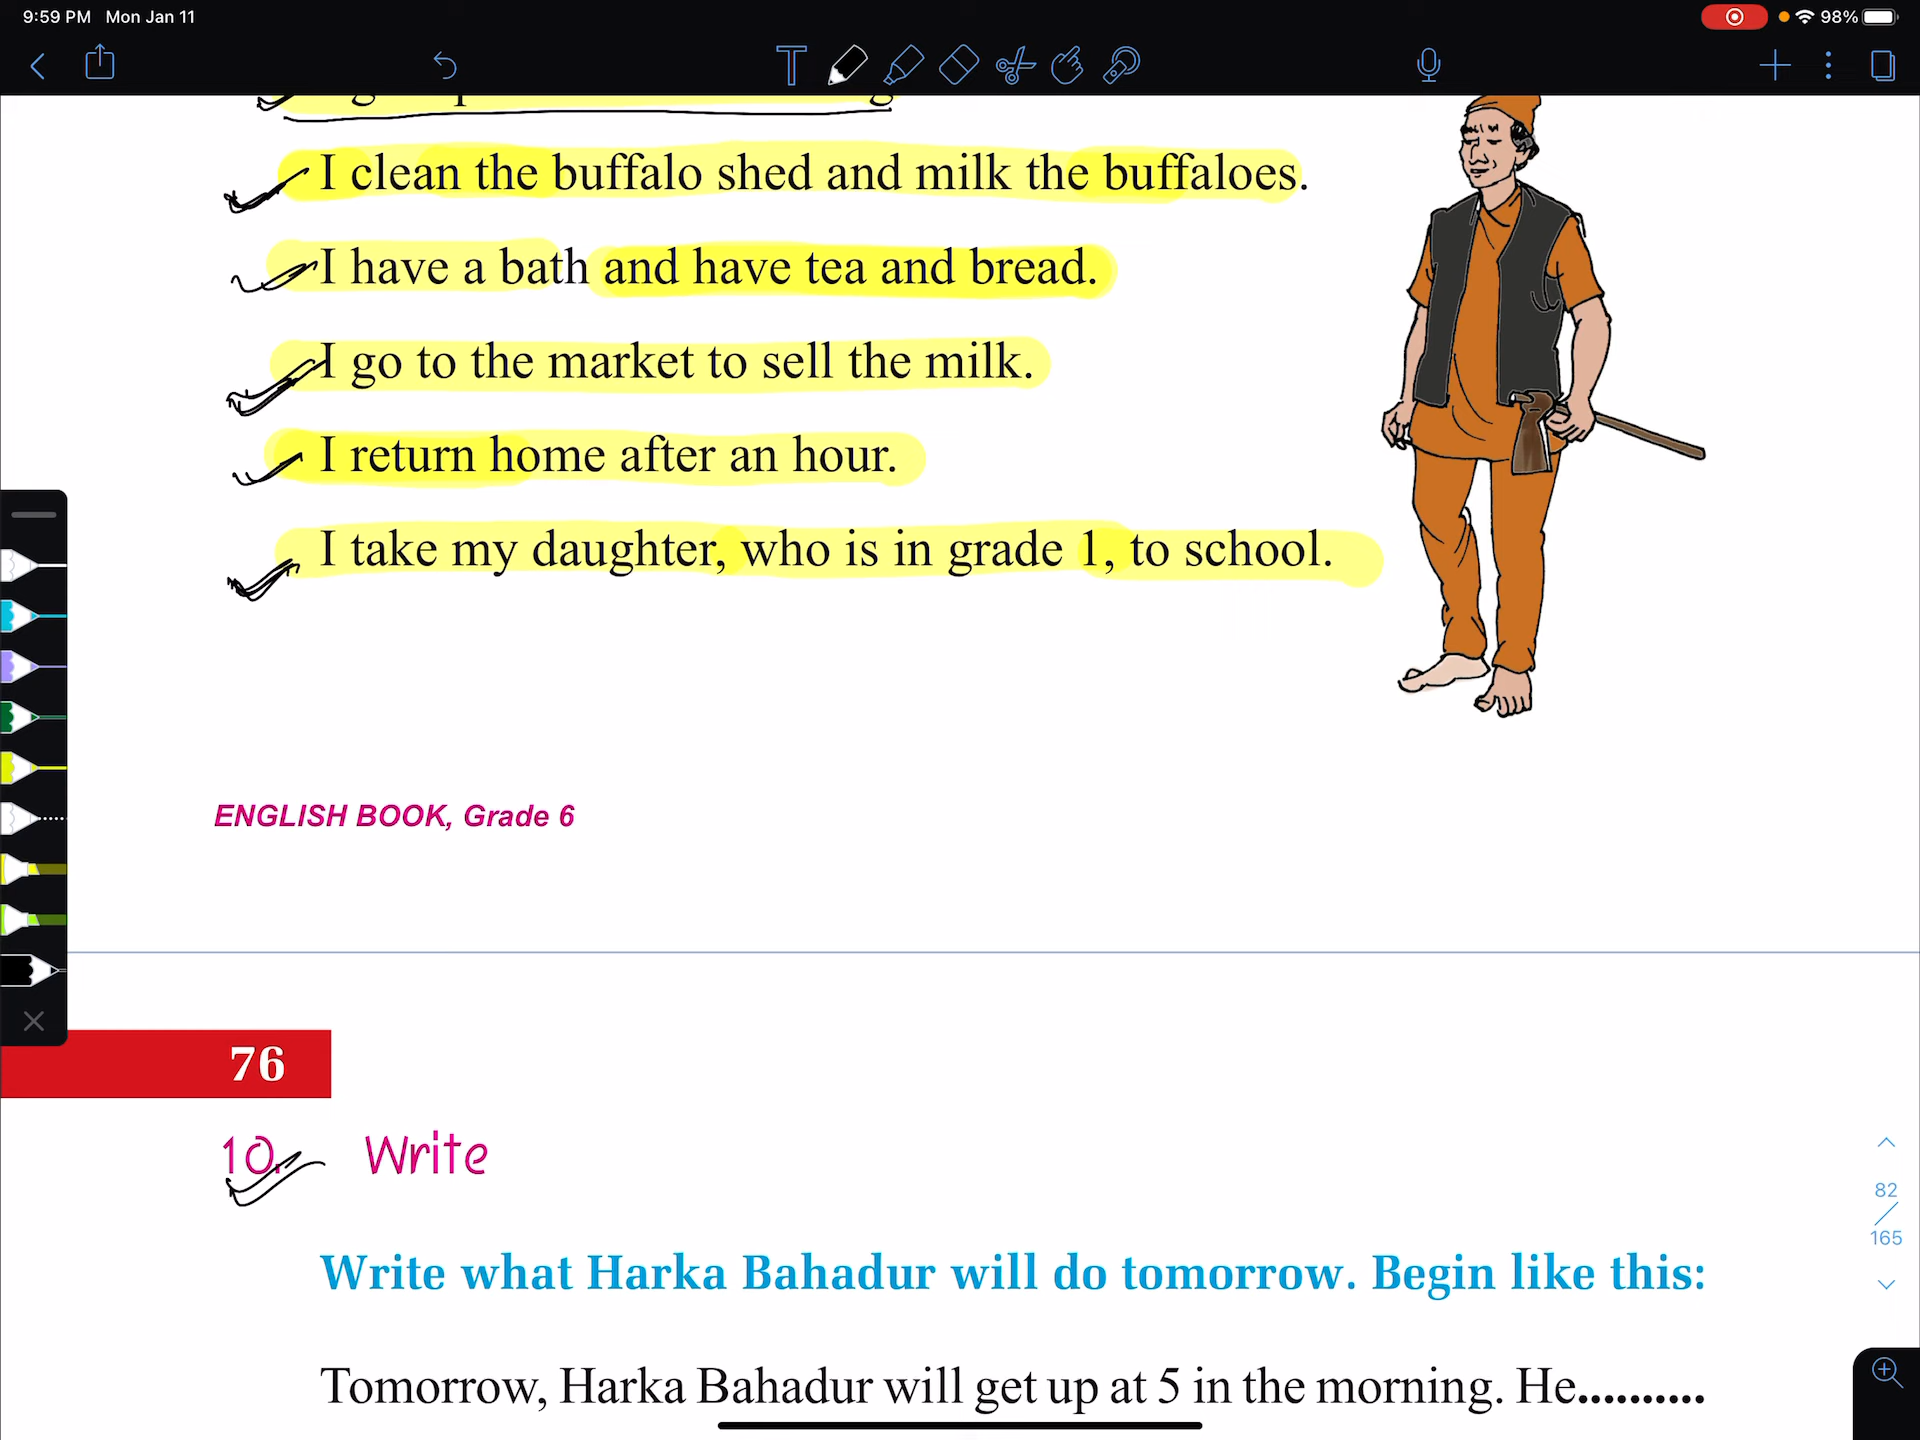 9:59 PM Mon Jan 11
98%
I clean the buffalo shed and milk the buffaloes.
I have a bath and have tea and bread.
I go to the market to sell the milk.
I return home after an hour.
I take my daughter, who is in grade 1, to school.
ENGLISH BOOK, Grade 6
76
10. Write
82
165
Write what Harka Bahadur will do tomorrow. Begin like this:
Tomorrow, Harka Bahadur will get up at 5 in the morning. He..........